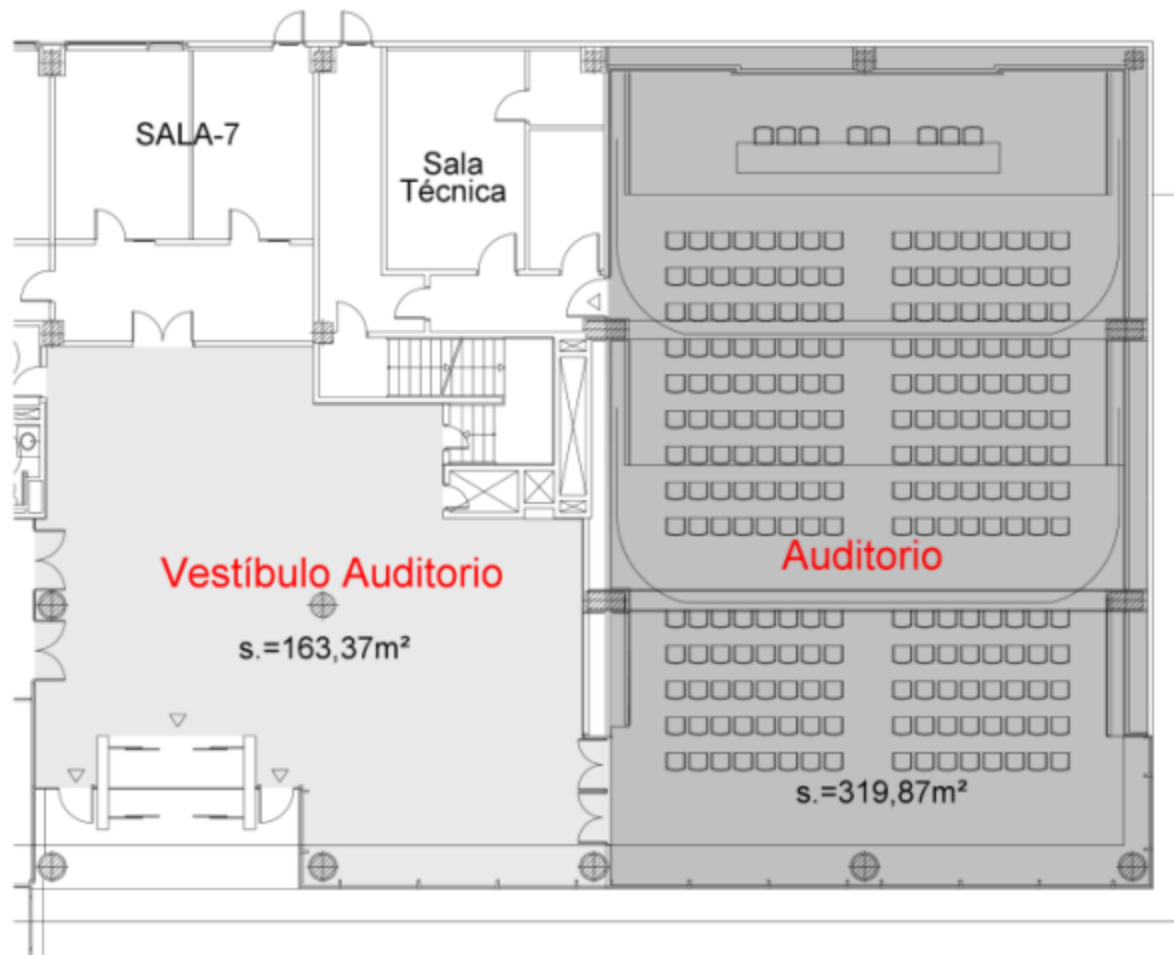 SALA-7
Sala
Técnica
Vestíbulo Auditorio
s.=163,37m²
Auditorio
s.=319,87m²